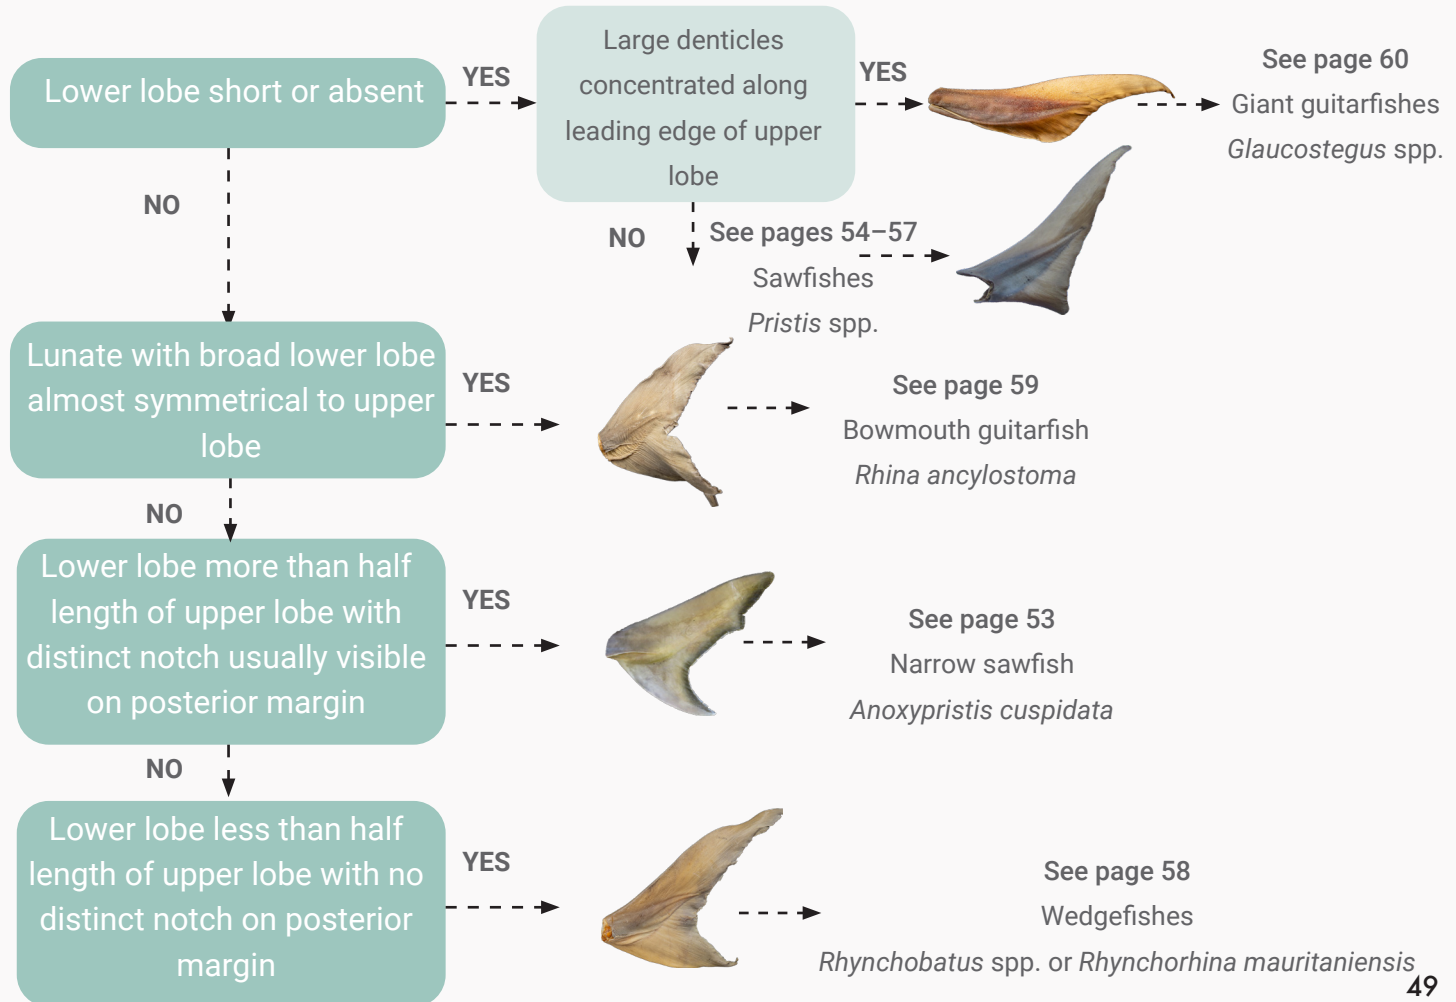 Lower lobe short or absent
YES
Large denticles
concentrated along
leading edge of upper
lobe
YES
See page 60
Giant guitarfishes
Glaucostegus spp.
NO
NO
See pages 54–57
Sawfishes
Pristis spp.
Lunate with broad lower lobe
almost symmetrical to upper
lobe
YES
See page 59
Bowmouth guitarfish
Rhina ancylostoma
NO
Lower lobe more than half
length of upper lobe with
distinct notch usually visible
on posterior margin
YES
See page 53
Narrow sawfish
Anoxypristis cuspidata
NO
Lower lobe less than half
length of upper lobe with no
distinct notch on posterior
margin
YES
See page 58
Wedgefishes
Rhynchobatus spp. or Rhynchorhina mauritaniensis
49